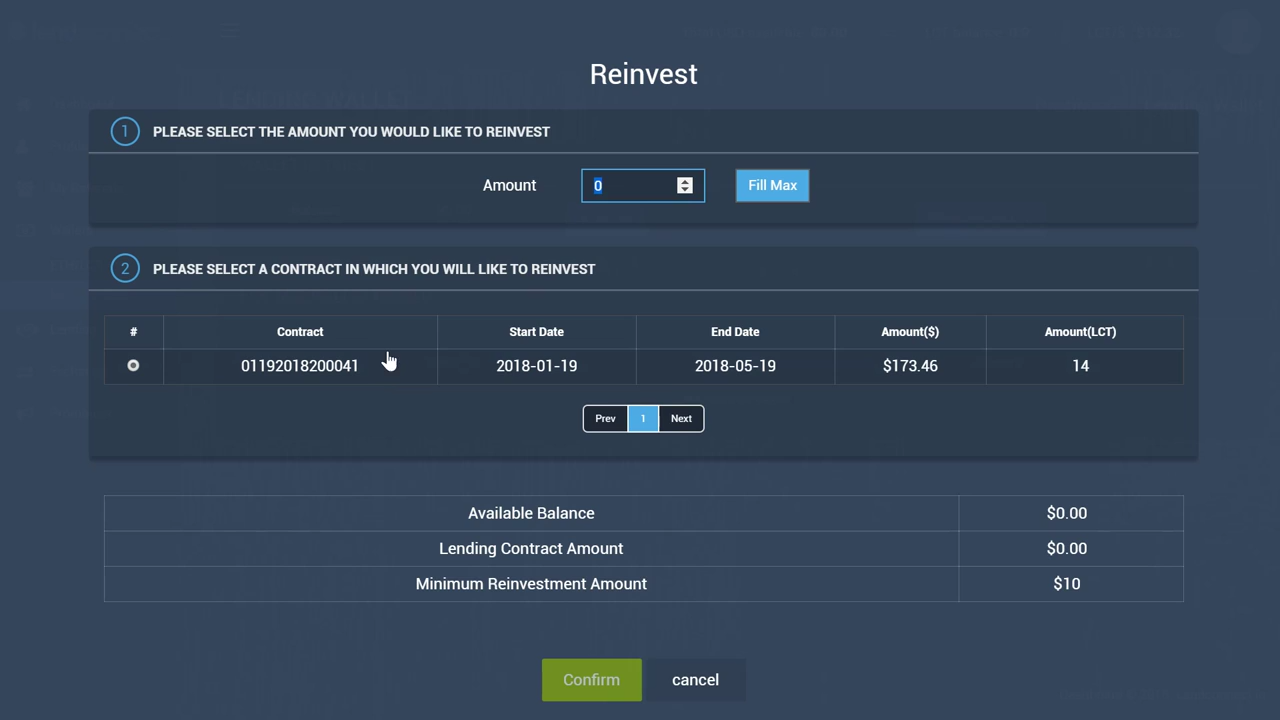 Reinvest
1 PLEASE SELECT THE AMOUNT YOU WOULD LIKE TO REINVEST
Amount 0 Fill Max
2 PLEASE SELECT A CONTRACT IN WHICH YOU WILL LIKE TO REINVEST
# Contract Start Date End Date Amount($) Amount(LCT)
01192018200041 2018-01-19 2018-05-19 $173.46 14
Prev 1 Next
Available Balance $0.00
Lending Contract Amount $0.00
Minimum Reinvestment Amount $10
Confirm cancel